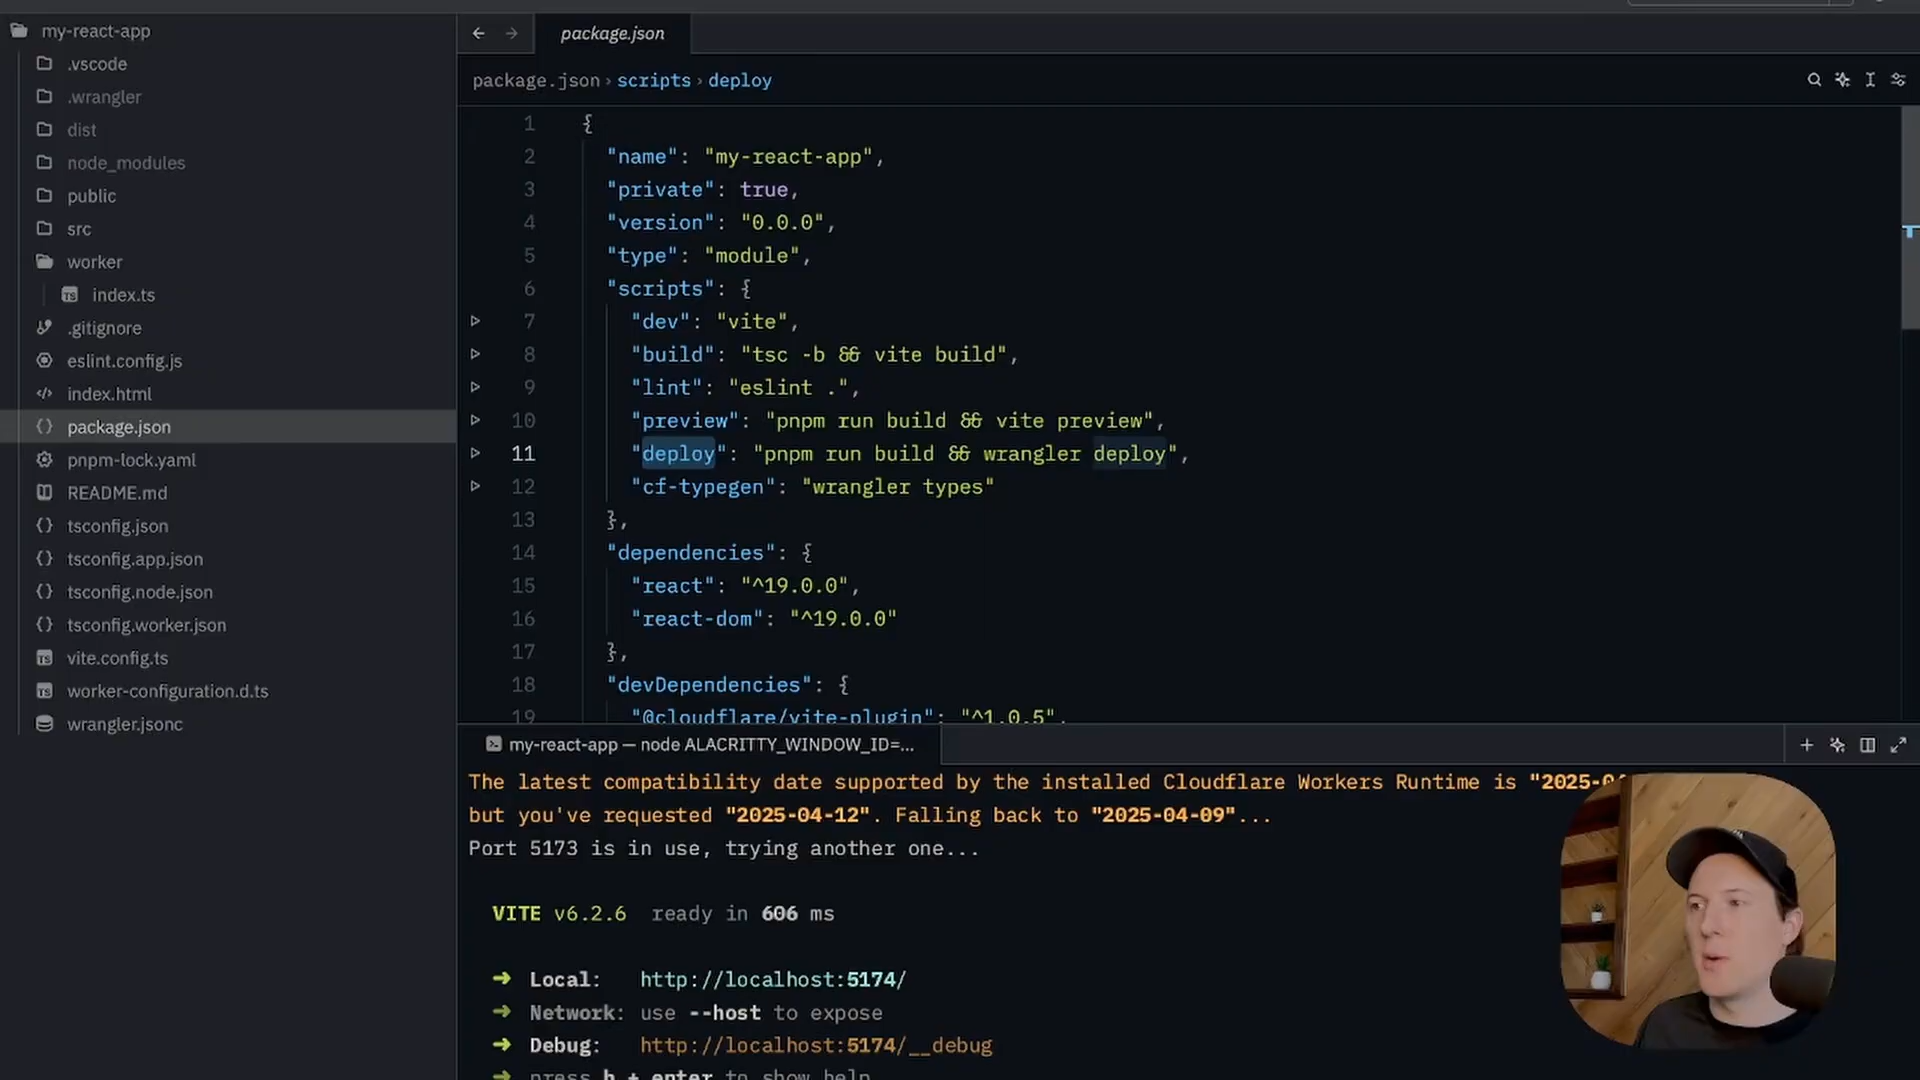 my-react-app
.vscode
.wrangler
dist
node_modules
public
src
worker
index.ts
.gitignore
eslint.config.js
index.html
package.json
pnpm-lock.yaml
README.md
tsconfig.json
tsconfig.app.json
tsconfig.node.json
tsconfig.worker.json
vite.config.ts
worker-configuration.d.ts
wrangler.jsonc
package.json
package.json › scripts › deploy
1 {
2 "name": "my-react-app",
3 "private": true,
4 "version": "0.0.0",
5 "type": "module",
6 "scripts": {
7 "dev": "vite",
8 "build": "tsc -b && vite build",
9 "lint": "eslint .",
10 "preview": "pnpm run build && vite preview",
11 "deploy": "pnpm run build && wrangler deploy",
12 "cf-typegen": "wrangler types"
13 },
14 "dependencies": {
15 "react": "^19.0.0",
16 "react-dom": "^19.0.0"
17 },
18 "devDependencies": {
19 "@cloudflare/vite-plugin": "^1.0.5",
my-react-app — node ALACRITTY_WINDOW_ID=...
The latest compatibility date supported by the installed Cloudflare Workers Runtime is "2025-04
but you've requested "2025-04-12". Falling back to "2025-04-09"...
Port 5173 is in use, trying another one...
VITE v6.2.6 ready in 606 ms
➜ Local: http://localhost:5174/
➜ Network: use --host to expose
➜ Debug: http://localhost:5174/__debug
➜ press h + enter to show help